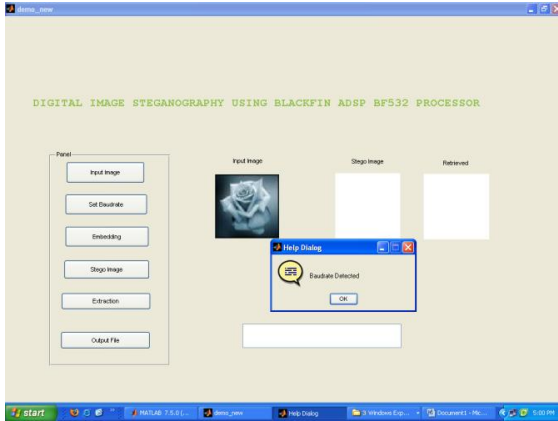 demo_new
DIGITAL IMAGE STEGANOGRAPHY USING BLACKFIN ADSP BF532 PROCESSOR
Panel
Input Image
Set Baudrate
Embedding
Stego Image
Extraction
Output File
Input Image
Stego Image
Retrieved
Help Dialog
Baudrate Detected
OK
start
MATLAB 7.5.0 (...
demo_new
Help Dialog
3 Windows Exp...
Document1 - Mic...
5:00 PM